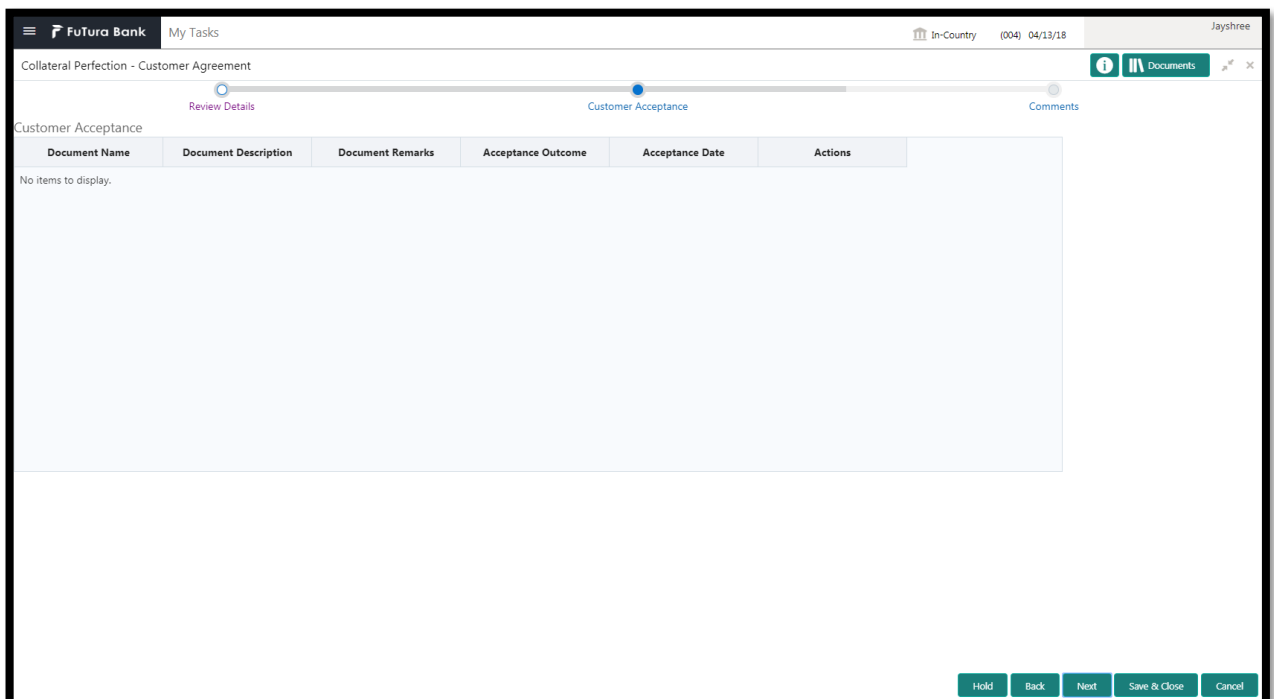 FuTura Bank My Tasks In-Country (004) 04/13/18 Jayshree
Collateral Perfection - Customer Agreement i Documents
Review Details Customer Acceptance Comments
Customer Acceptance
Document Name Document Description Document Remarks Acceptance Outcome Acceptance Date Actions
No items to display.
Hold Back Next Save & Close Cancel